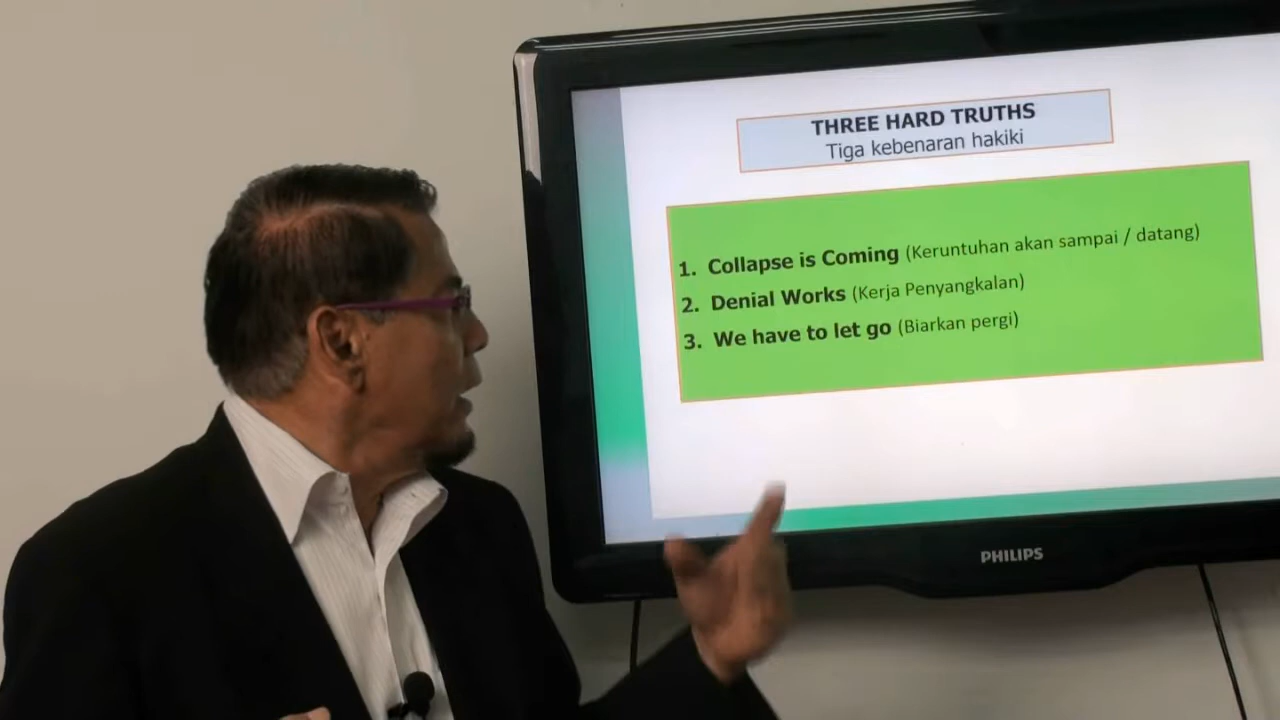 THREE HARD TRUTHS
Tiga kebenaran hakiki
1. Collapse is Coming (Keruntuhan akan sampai / datang)
2. Denial Works (Kerja Penyangkalan)
3. We have to let go (Biarkan pergi)
PHILIPS